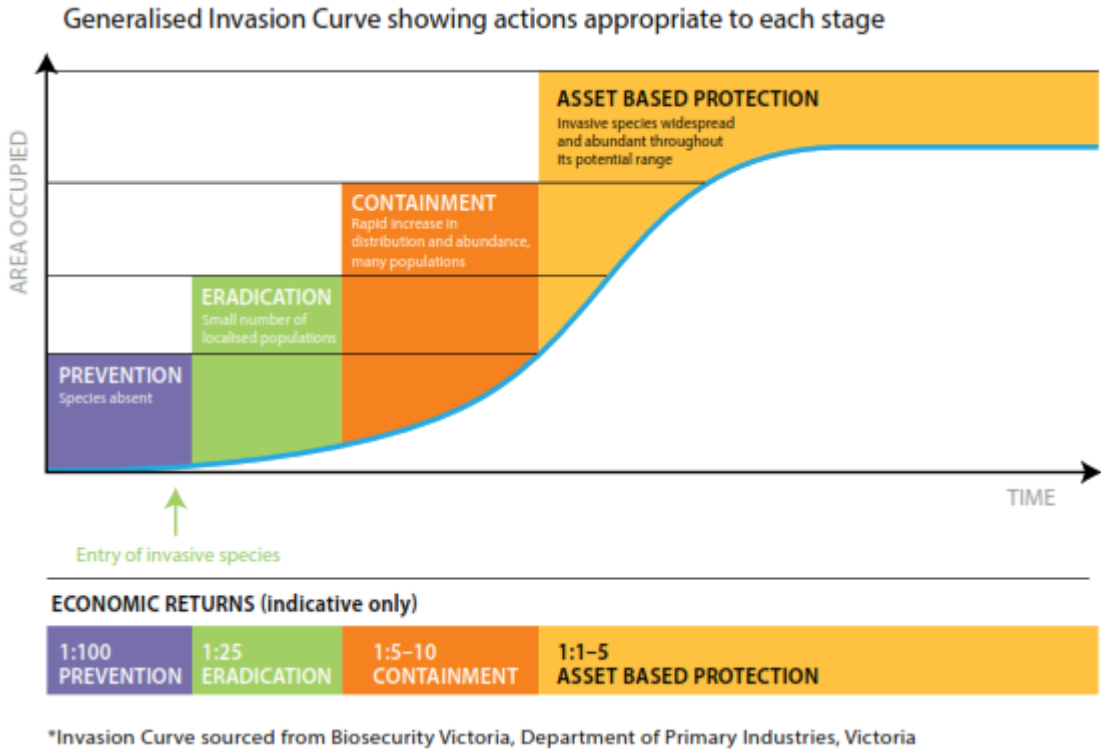 Generalised Invasion Curve showing actions appropriate to each stage
AREA OCCUPIED
ASSET BASED PROTECTION
Invasive species widespread
and abundant throughout
its potential range
CONTAINMENT
Rapid increase in
distribution and abundance,
many populations
ERADICATION
Small number of
localised populations
PREVENTION
Species absent
TIME
Entry of invasive species
ECONOMIC RETURNS (indicative only)
1:100
PREVENTION
1:25
ERADICATION
1:5–10
CONTAINMENT
1:1–5
ASSET BASED PROTECTION
*Invasion Curve sourced from Biosecurity Victoria, Department of Primary Industries, Victoria